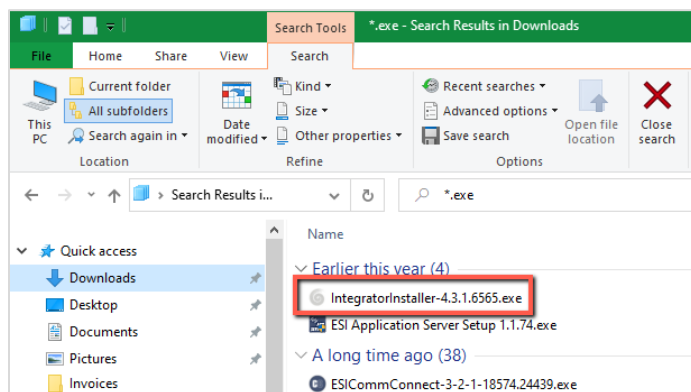 Search Tools *.exe - Search Results in Downloads
File Home Share View Search
Current folder Kind Recent searches
All subfolders Size Advanced options
This PC Search again in Date modified Other properties Save search Open file location Close search
Location Refine Options
Search Results i... *.exe
Name
Quick access
Earlier this year (4)
Downloads
IntegratorInstaller-4.3.1.6565.exe
Desktop
ESI Application Server Setup 1.1.74.exe
Documents
Pictures
A long time ago (38)
Invoices
ESICommConnect-3-2-1-18574.24439.exe